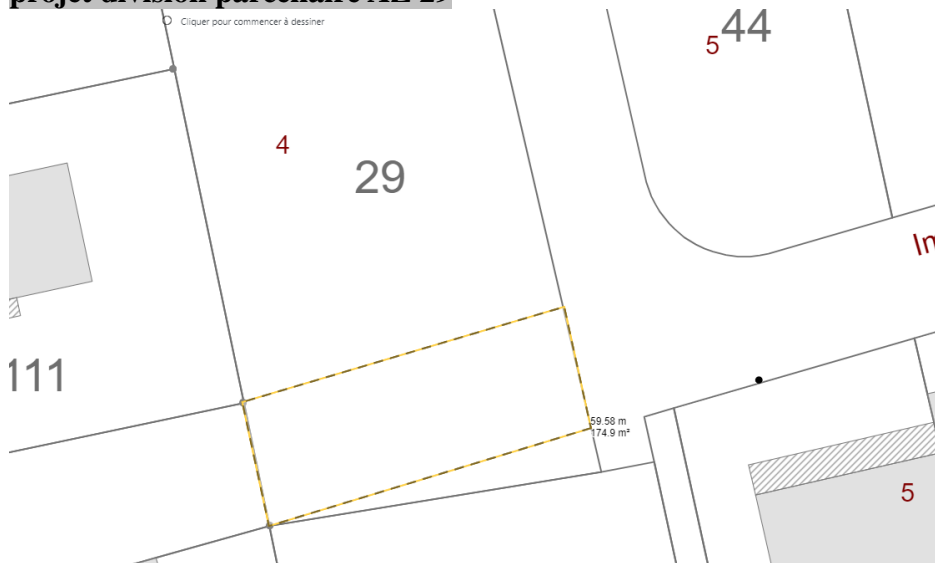 projet division parcellaire AE 29
Cliquer pour commencer à dessiner
5
44
4
29
In
111
59.58 m
174.9 m²
5